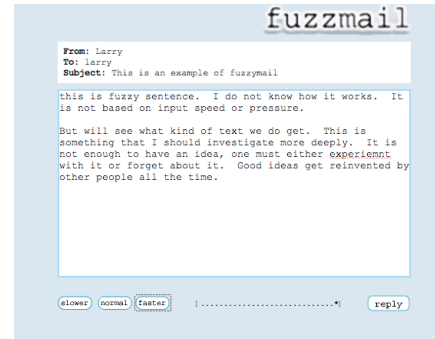 fuzzmail
From: Larry
To: larry
Subject: This is an example of fuzzymail
this is fuzzy sentence.  I do not know how it works.  It
is not based on input speed or pressure.
But will see what kind of text we do get.  This is
something that I should investigate more deeply.  It is
not enough to have an idea, one must either experiemnt
with it or forget about it.  Good ideas get reinvented by
other people all the time.
slower normal faster [..............................*] reply